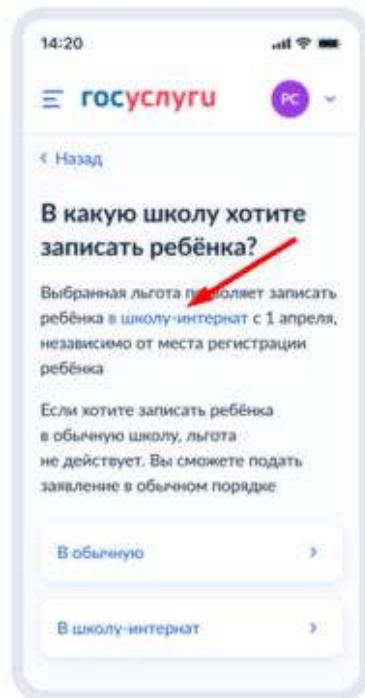 14:20
госуслуги
РС
Назад
В какую школу хотите
записать ребёнка?
Выбранная льгота позволяет записать
ребёнка в школу-интернат с 1 апреля,
независимо от места регистрации
ребёнка
Если хотите записать ребёнка
в обычную школу, льгота
не действует. Вы сможете подать
заявление в обычном порядке
В обычную
В школу-интернат